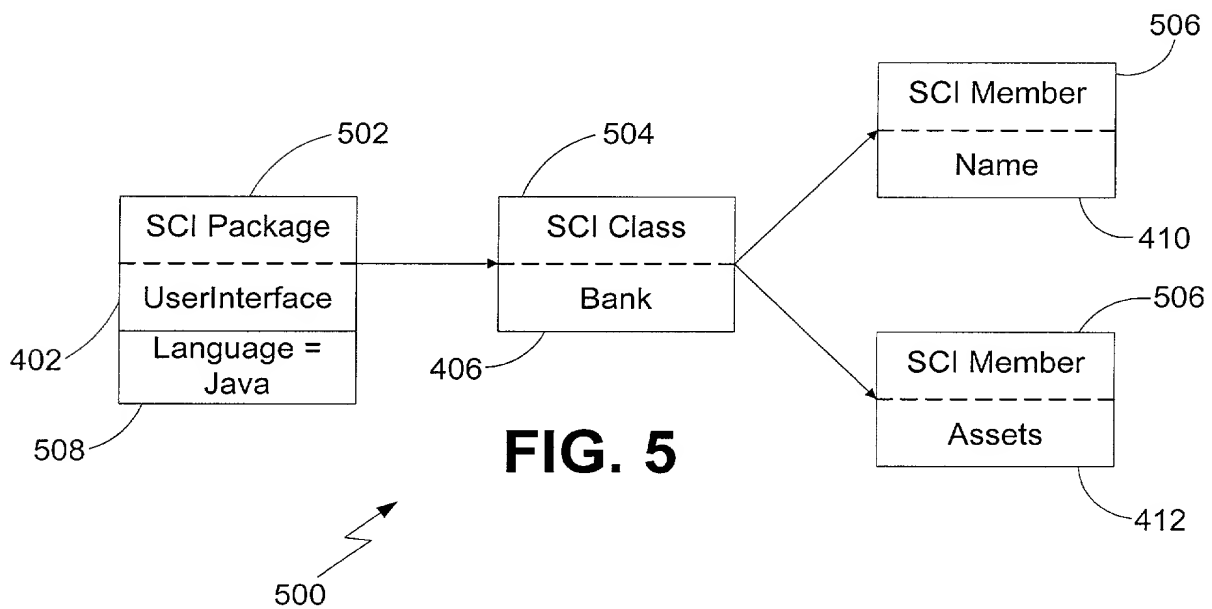 506
SCI Member
Name
410
502
SCI Package
UserInterface
Language =
Java
402
508
504
SCI Class
Bank
406
506
SCI Member
Assets
412
FIG. 5
500